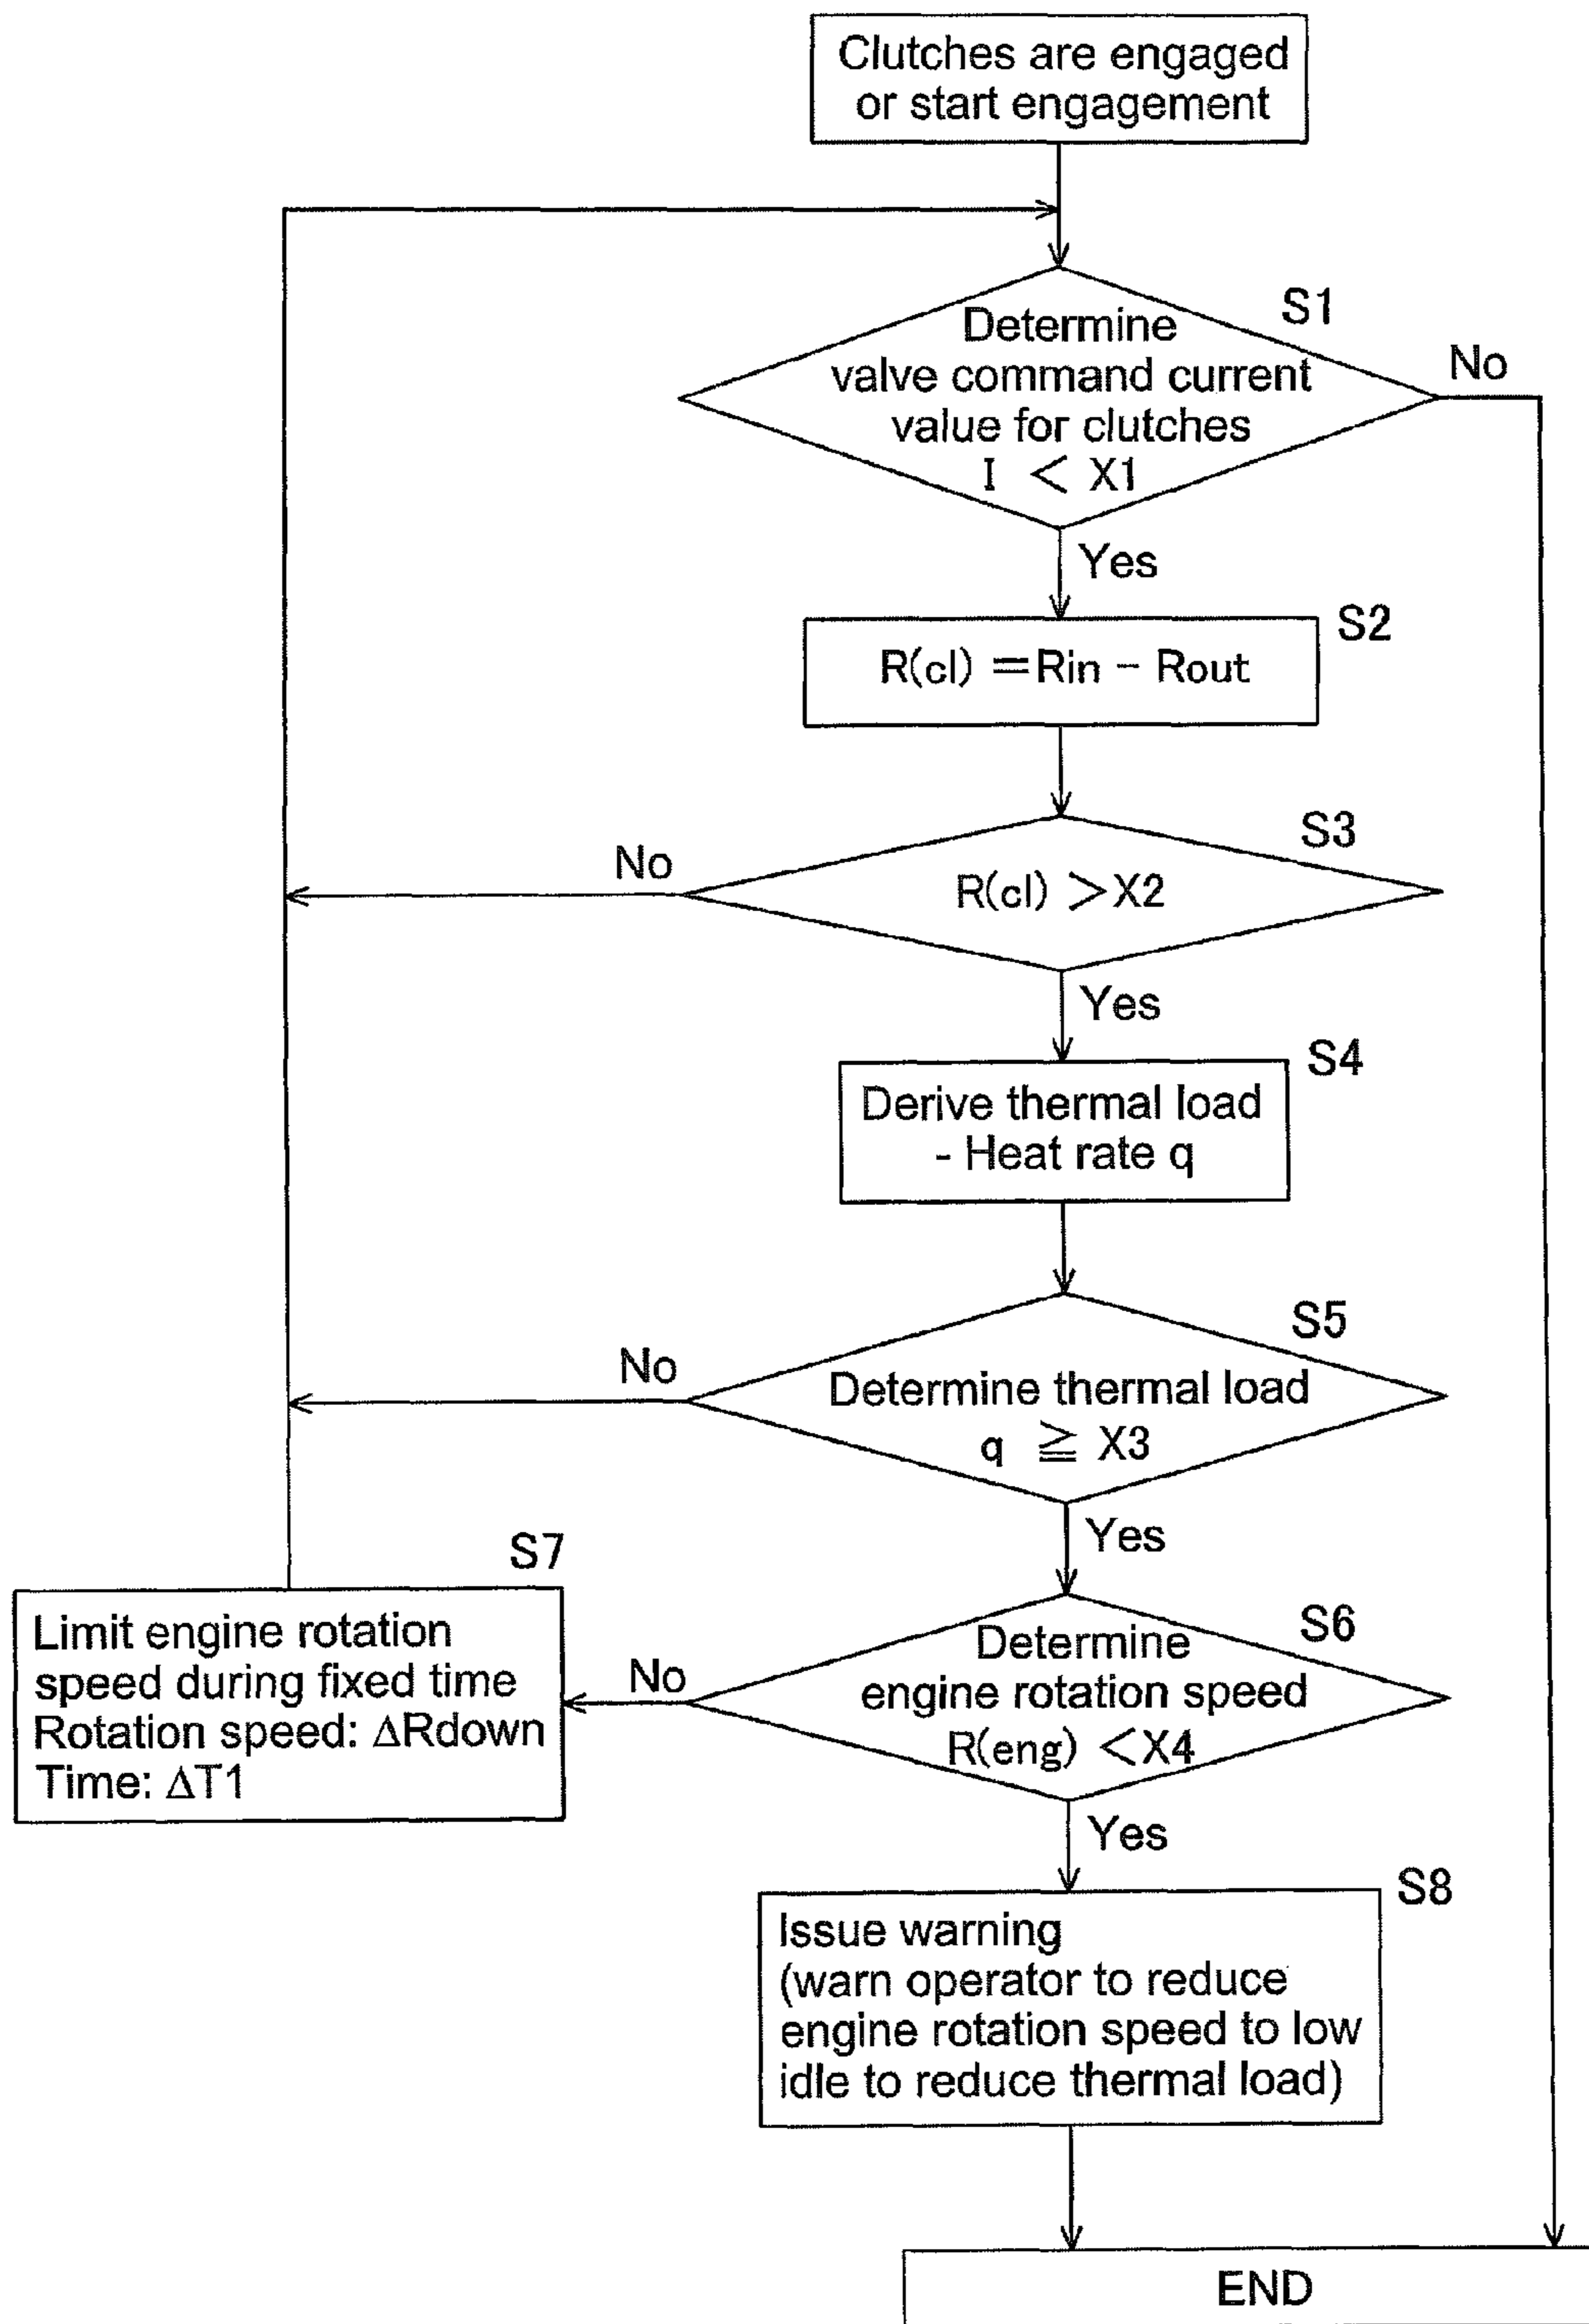 Clutches are engaged
or start engagement
S1
Determine
valve command current
value for clutches
I < X1
No
Yes
S2
R(cl) =Rin - Rout
S3
No
R(cl) >X2
Yes
S4
Derive thermal load
- Heat rate q
S5
No
Determine thermal load
q ≧ X3
Yes
S7
Limit engine rotation
speed during fixed time
Rotation speed: ΔRdown
Time: ΔT1
S6
No
Determine
engine rotation speed
R(eng) <X4
Yes
S8
Issue warning
(warn operator to reduce
engine rotation speed to low
idle to reduce thermal load)
END